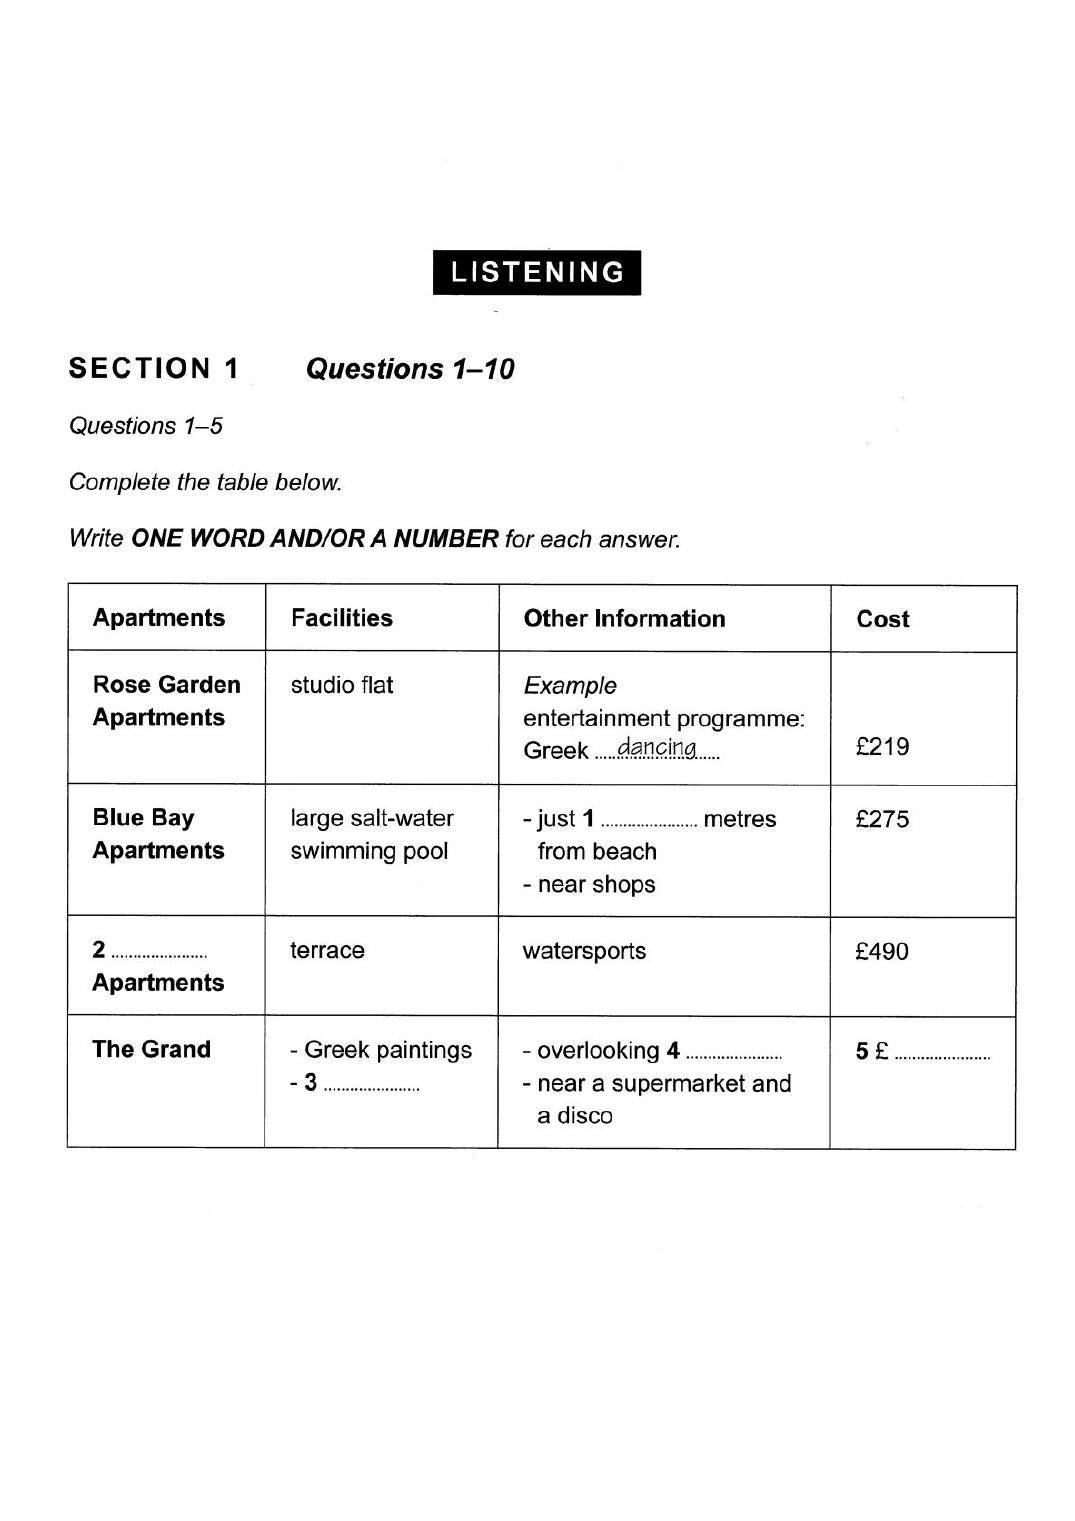 LISTENING
SECTION 1 Questions 1–10
Questions 1–5
Complete the table below.
Write ONE WORD AND/OR A NUMBER for each answer.
Apartments Facilities Other Information Cost
Rose Garden Apartments
studio flat
Example
entertainment programme:
Greek .....dancing......
£219
Blue Bay
Apartments
large salt-water
swimming pool
- just 1 ...................... metres
from beach
- near shops
£275
2 ......................
Apartments
terrace
watersports
£490
The Grand
- Greek paintings
- 3 ......................
- overlooking 4 ......................
- near a supermarket and
a disco
5 £ ......................